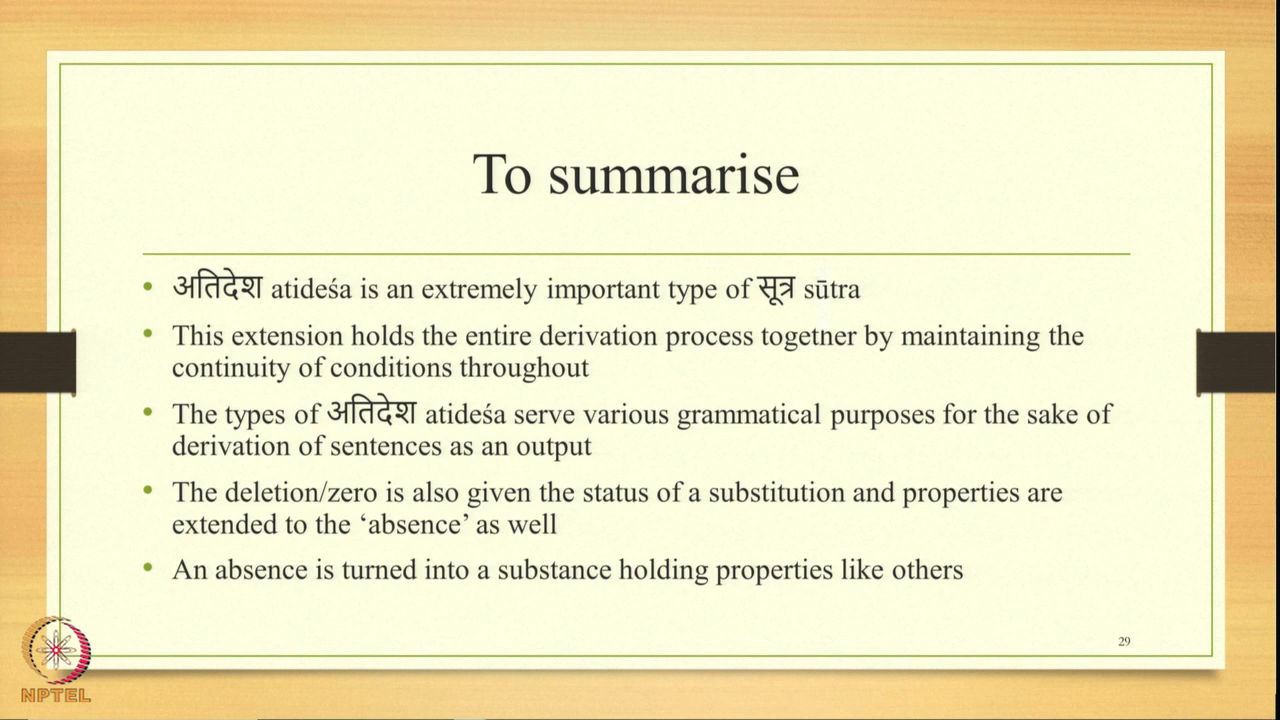 To summarise
• अतिदेश atideśa is an extremely important type of सूत्र sūtra
• This extension holds the entire derivation process together by maintaining the
continuity of conditions throughout
• The types of अतिदेश atideśa serve various grammatical purposes for the sake of
derivation of sentences as an output
• The deletion/zero is also given the status of a substitution and properties are
extended to the ‘absence’ as well
• An absence is turned into a substance holding properties like others
29
NPTEL